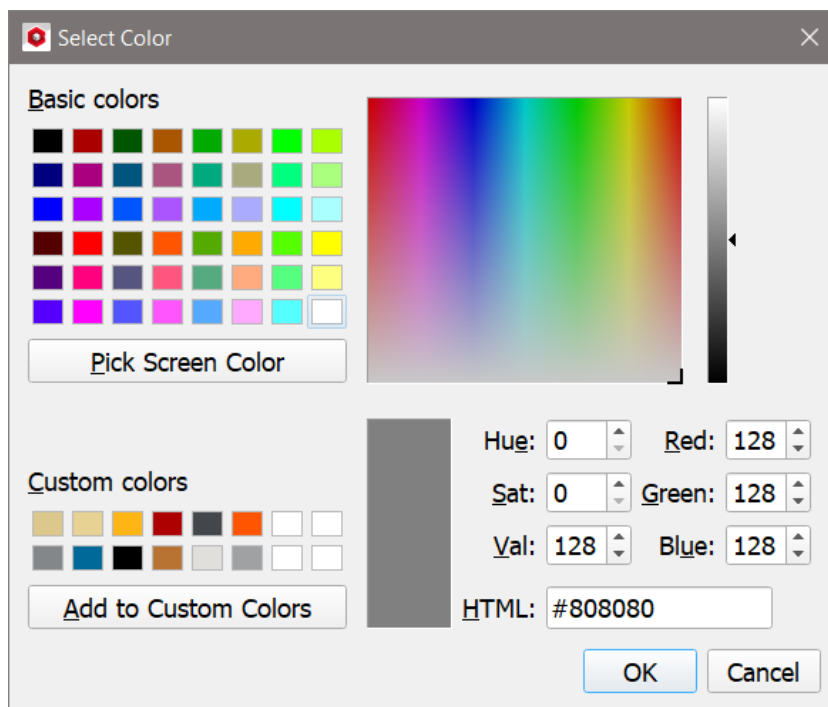 Select Color
Basic colors
Pick Screen Color
Custom colors
Add to Custom Colors
Hue: 0 Red: 128
Sat: 0 Green: 128
Val: 128 Blue: 128
HTML: #808080
OK Cancel